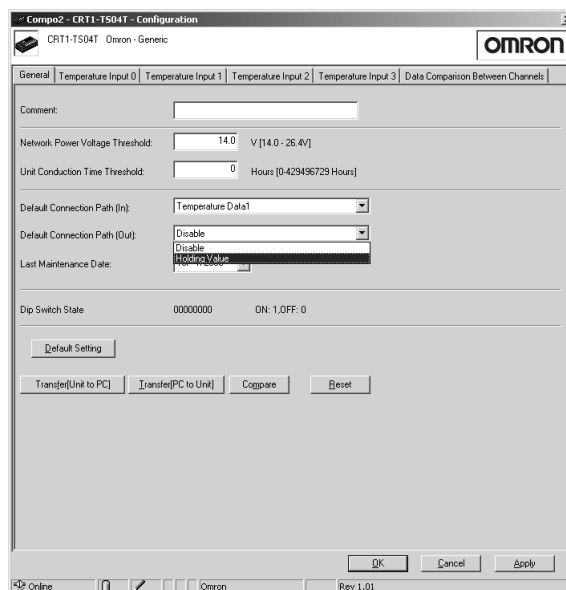 Compo2 - CRT1-TS04T - Configuration
CRT1-TS04T Omron - Generic
OMRON
General Temperature Input 0 Temperature Input 1 Temperature Input 2 Temperature Input 3 Data Comparison Between Channels
Comment:
Network Power Voltage Threshold: 14.0 V [14.0 - 26.4V]
Unit Conduction Time Threshold: 0 Hours [0-429496729 Hours]
Default Connection Path (In): Temperature Data1
Default Connection Path (Out): Disable
Disable
Holding Value
Last Maintenance Date:
Dip Switch State 00000000 ON: 1,OFF: 0
Default Setting
Transfer[Unit to PC] Transfer[PC to Unit] Compare Reset
OK Cancel Apply
Online Omron Rev 1.01